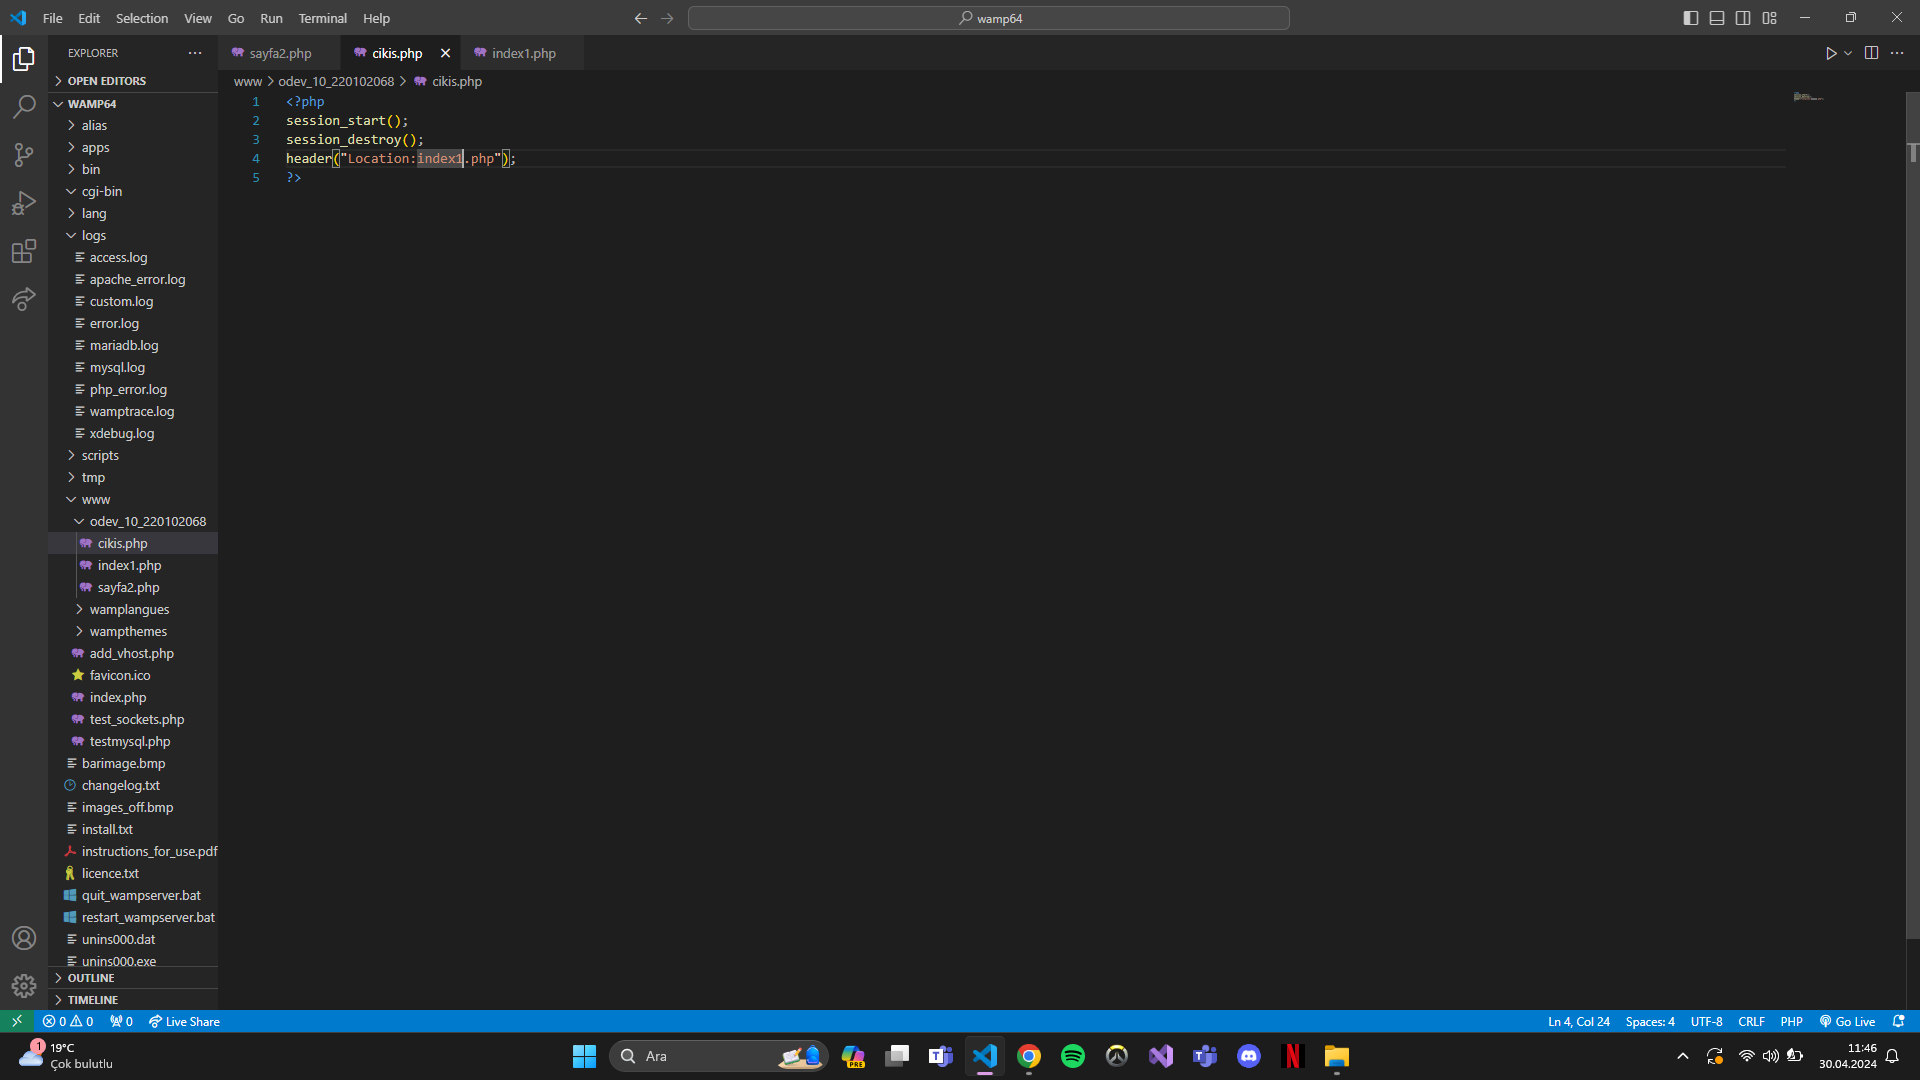 File Edit Selection View Go Run Terminal Help
wamp64
EXPLORER
sayfa2.php
cikis.php
index1.php
OPEN EDITORS
www > odev_10_220102068 > cikis.php
WAMP64
alias
apps
bin
cgi-bin
lang
logs
access.log
apache_error.log
custom.log
error.log
mariadb.log
mysql.log
php_error.log
wamptrace.log
xdebug.log
scripts
tmp
www
odev_10_220102068
cikis.php
index1.php
sayfa2.php
wamplangues
wampthemes
add_vhost.php
favicon.ico
index.php
test_sockets.php
testmysql.php
barimage.bmp
changelog.txt
images_off.bmp
install.txt
instructions_for_use.pdf
licence.txt
quit_wampserver.bat
restart_wampserver.bat
unins000.dat
unins000.exe
OUTLINE
TIMELINE
1 <?php
2 session_start();
3 session_destroy();
4 header("Location:index1.php");
5 ?>
0 0 0 Live Share
Ln 4, Col 24 Spaces: 4 UTF-8 CRLF PHP Go Live
1
19°C
Çok bulutlu
Ara
PRE
11:46
30.04.2024